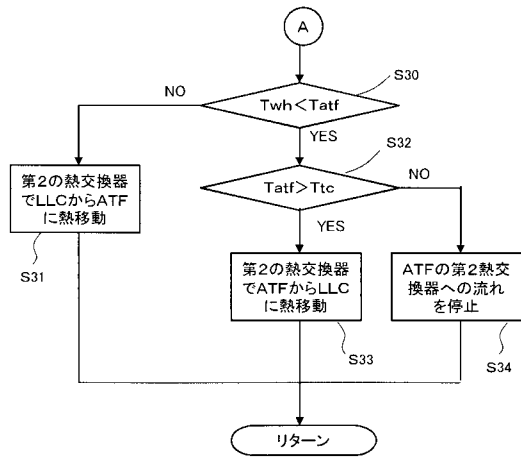 A
S30
Twh＜Tatf
NO
YES
S32
Tatf＞Ttc
NO
YES
第2の熱交換器
でLLCからATF
に熱移動
S31
第2の熱交換器
でATFからLLC
に熱移動
S33
ATFの第2熱交
換器への流れ
を停止
S34
リターン